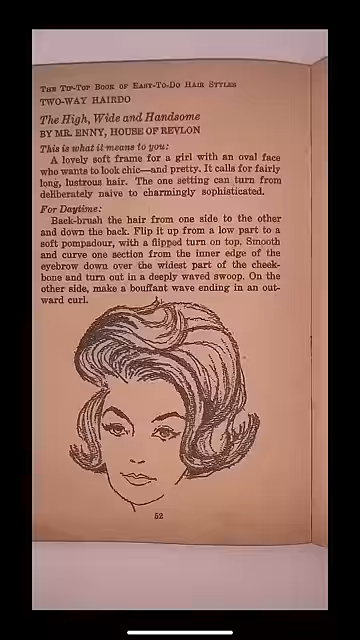 The Tip-Top Book of Easy-To-Do Hair Styles
TWO-WAY HAIRDO
The High, Wide and Handsome
BY MR. ENNY, HOUSE OF REVLON
This is what it means to you:
A lovely soft frame for a girl with an oval face
who wants to look chic—and pretty. It calls for fairly
long, lustrous hair. The one setting can turn from
deliberately naive to charmingly sophisticated.
For Daytime:
Back-brush the hair from one side to the other
and down the back. Flip it up from a low part to a
soft pompadour, with a flipped turn on top. Smooth
and curve one section from the inner edge of the
eyebrow down over the widest part of the cheek-
bone and turn out in a deeply waved swoop. On the
other side, make a bouffant wave ending in an out-
ward curl.
52